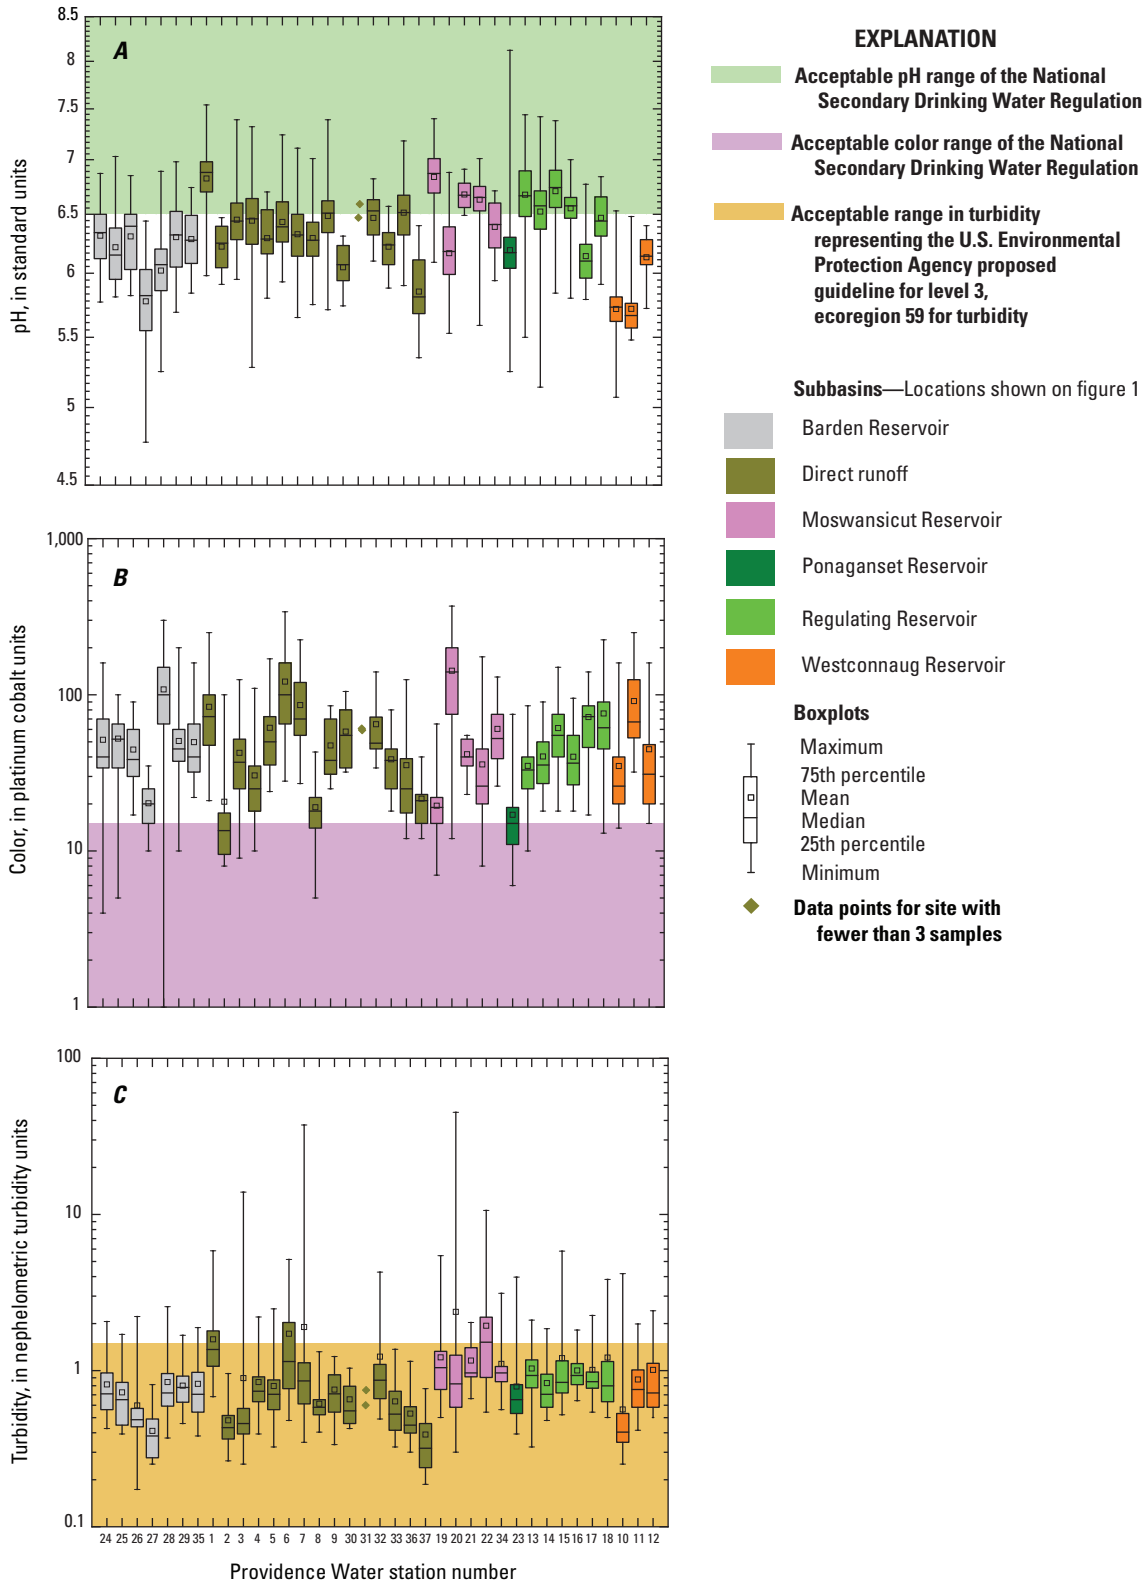 A
8.5
8
7.5
7
6.5
6
5.5
5
4.5
pH, in standard units
B
1,000
100
10
1
Color, in platinum cobalt units
C
100
10
1
0.1
Turbidity, in nephelometric turbidity units
24 25 26 27 28 29 35 1 2 3 4 5 6 7 8 9 30 31 32 33 36 37 19 20 21 22 34 23 13 14 15 16 17 18 10 11 12
Providence Water station number
EXPLANATION
Acceptable pH range of the National
Secondary Drinking Water Regulation
Acceptable color range of the National
Secondary Drinking Water Regulation
Acceptable range in turbidity
representing the U.S. Environmental
Protection Agency proposed
guideline for level 3,
ecoregion 59 for turbidity
Subbasins—Locations shown on figure 1
Barden Reservoir
Direct runoff
Moswansicut Reservoir
Ponaganset Reservoir
Regulating Reservoir
Westconnaug Reservoir
Boxplots
Maximum
75th percentile
Mean
Median
25th percentile
Minimum
Data points for site with
fewer than 3 samples